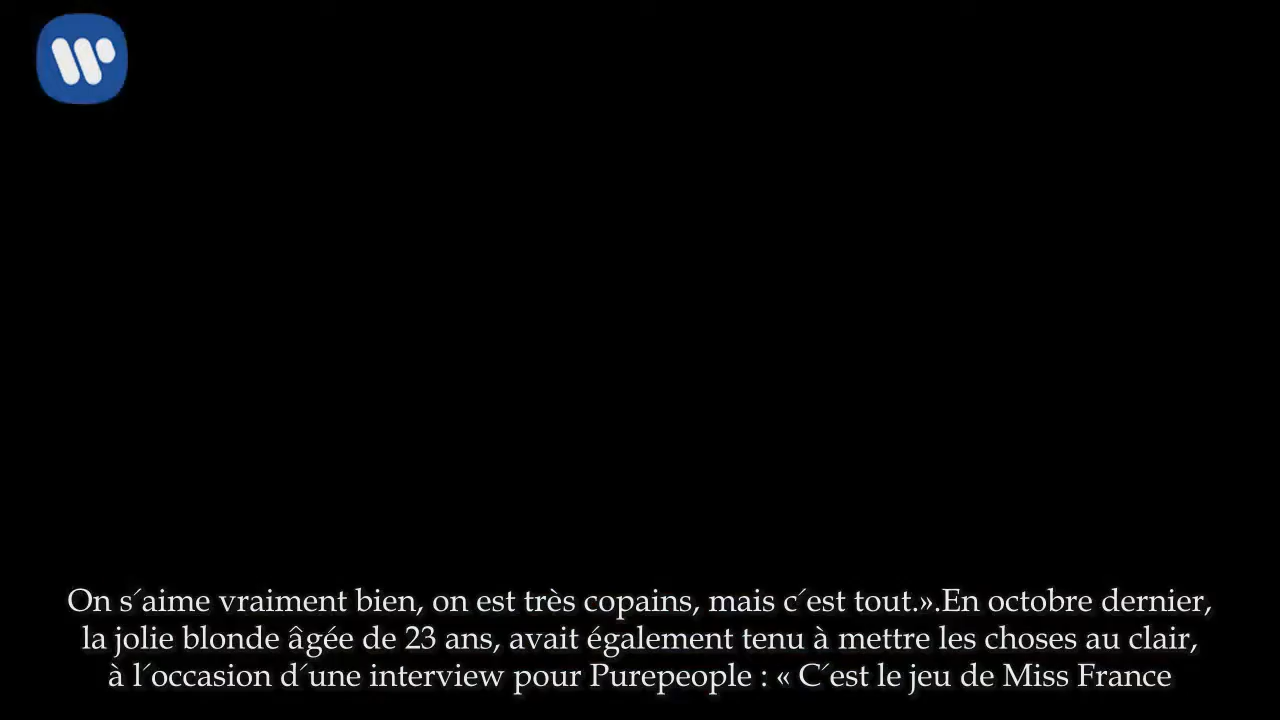 On s´aime vraiment bien, on est très copains, mais c´est tout.».En octobre dernier,
la jolie blonde âgée de 23 ans, avait également tenu à mettre les choses au clair,
à l´occasion d´une interview pour Purepeople : « C´est le jeu de Miss France